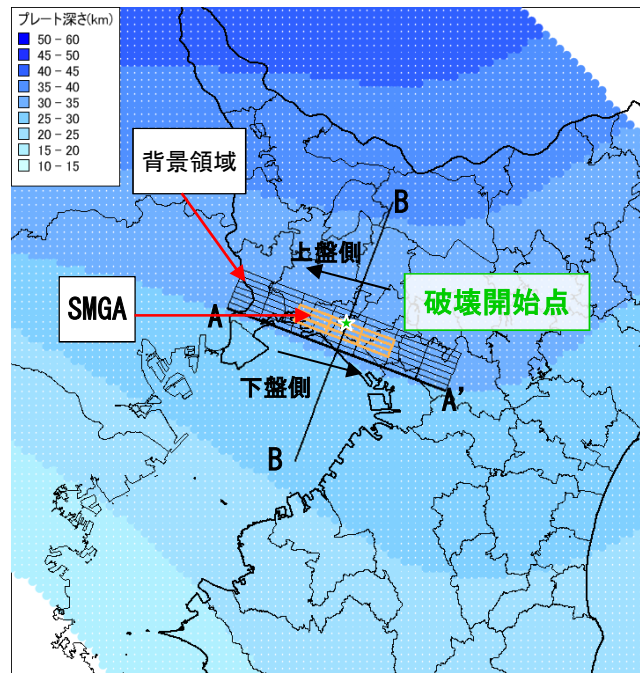 プレート深さ(km)
50 - 60
45 - 50
40 - 45
35 - 40
30 - 35
25 - 30
20 - 25
15 - 20
10 - 15
背景領域
B
上盤側
破壊開始点
SMGA
A
下盤側
A'
B